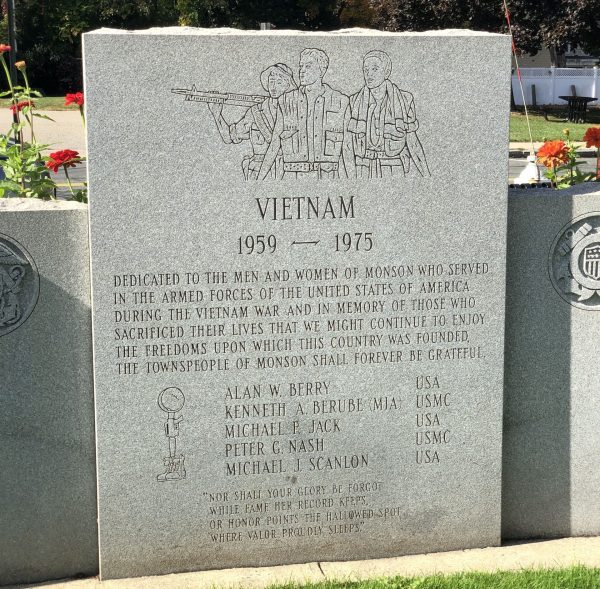 VIETNAM
1959 — 1975
DEDICATED TO THE MEN AND WOMEN OF MONSON WHO SERVED
IN THE ARMED FORCES OF THE UNITED STATES OF AMERICA
DURING THE VIETNAM WAR AND IN MEMORY OF THOSE WHO
SACRIFICED THEIR LIVES THAT WE MIGHT CONTINUE TO ENJOY
THE FREEDOMS UPON WHICH THIS COUNTRY WAS FOUNDED,
THE TOWNSPEOPLE OF MONSON SHALL FOREVER BE GRATEFUL.
ALAN W. BERRY USA
KENNETH A. BERUBE (MIA) USMC
MICHAEL F. JACK USA
PETER G. NASH USMC
MICHAEL J. SCANLON USA
"NOR SHALL YOUR GLORY BE FORGOT
WHILE FAME HER RECORD KEEPS,
OR HONOR POINTS THE HALLOWED SPOT
WHERE VALOR PROUDLY SLEEPS."